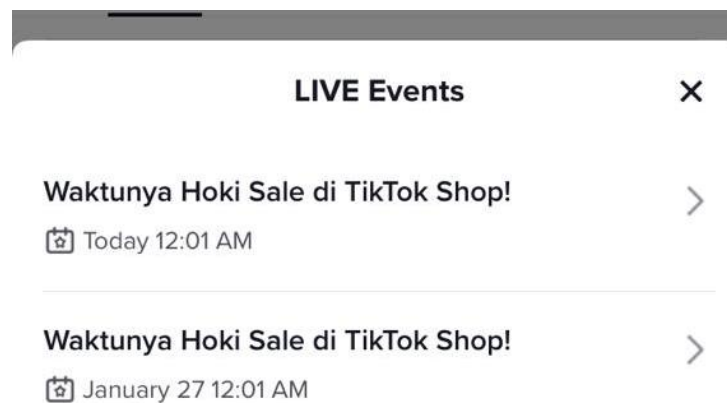 LIVE Events
Waktunya Hoki Sale di TikTok Shop!
Today 12:01 AM
Waktunya Hoki Sale di TikTok Shop!
January 27 12:01 AM